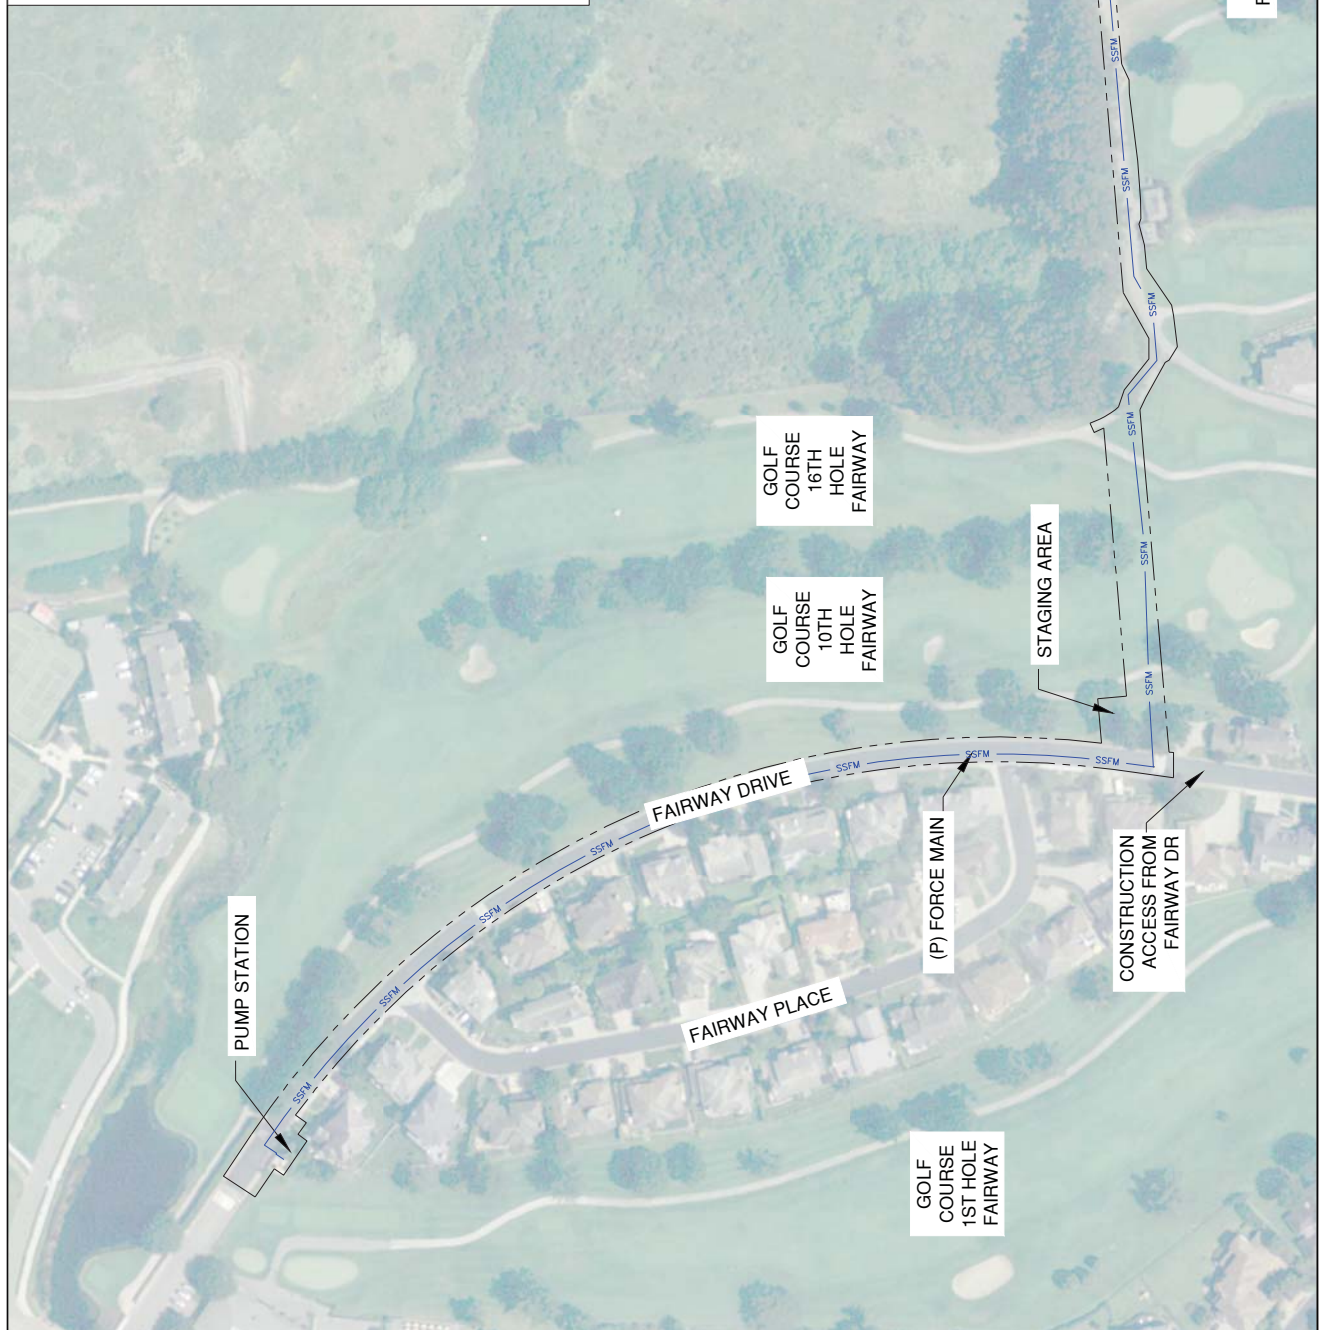 GOLF
COURSE
16TH
HOLE
FAIRWAY
GOLF
COURSE
10TH
HOLE
FAIRWAY
STAGING AREA
FAIRWAY DRIVE
(P) FORCE MAIN
CONSTRUCTION
ACCESS FROM
FAIRWAY DR
PUMP STATION
FAIRWAY PLACE
GOLF
COURSE
1ST HOLE
FAIRWAY
SSFM
SSFM
SSFM
SSFM
SSFM
SSFM
SSFM
SSFM
SSFM
SSFM
SSFM
SSFM
SSFM